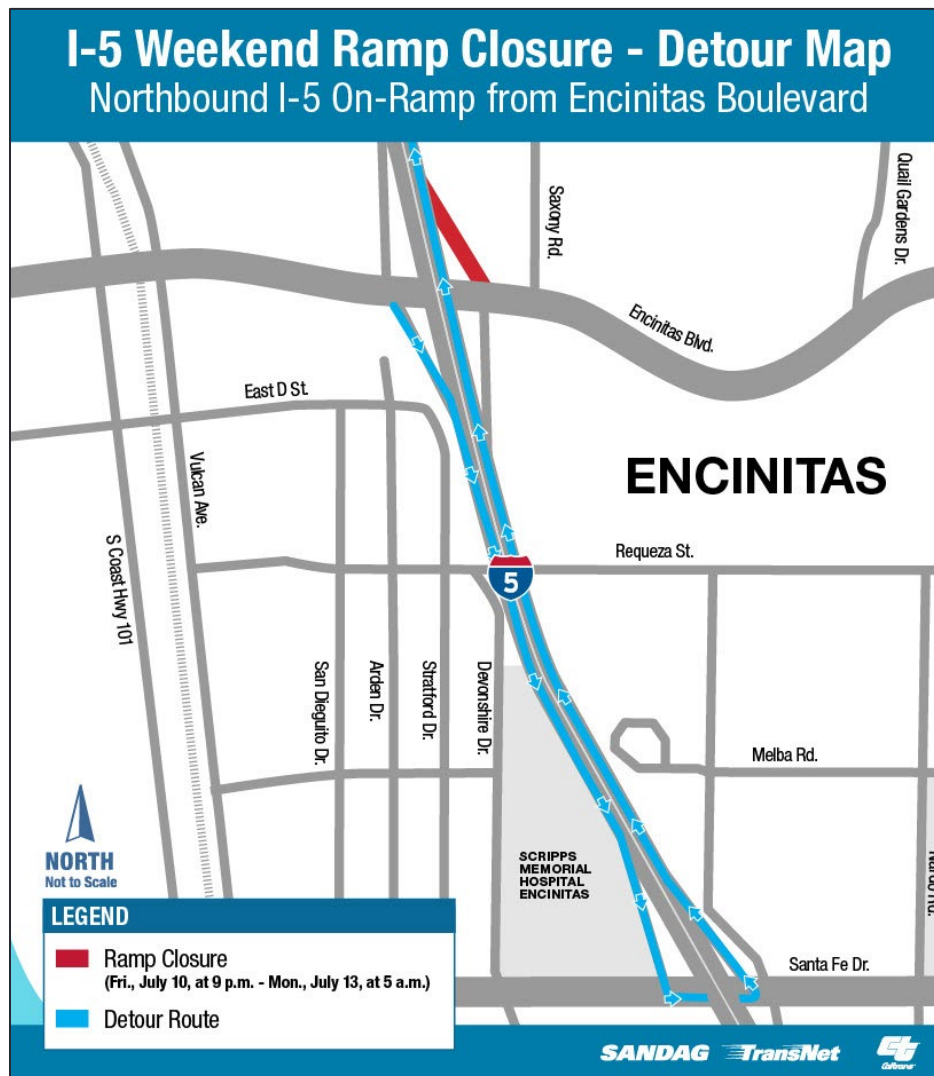 I-5 Weekend Ramp Closure - Detour Map
Northbound I-5 On-Ramp from Encinitas Boulevard
Saxony Rd.
Quail Gardens Dr.
Encinitas Blvd.
East D St.
Vulcan Ave.
S Coast Hwy 101
ENCINITAS
Requeza St.
5
San Dieguito Dr.
Arden Dr.
Stratford Dr.
Devonshire Dr.
Melba Rd.
NORTH
Not to Scale
SCRIPPS
MEMORIAL
HOSPITAL
ENCINITAS
Santa Fe Dr.
LEGEND
Ramp Closure
(Fri., July 10, at 9 p.m. - Mon., July 13, at 5 a.m.)
Detour Route
SANDAG
TransNet
Caltrans